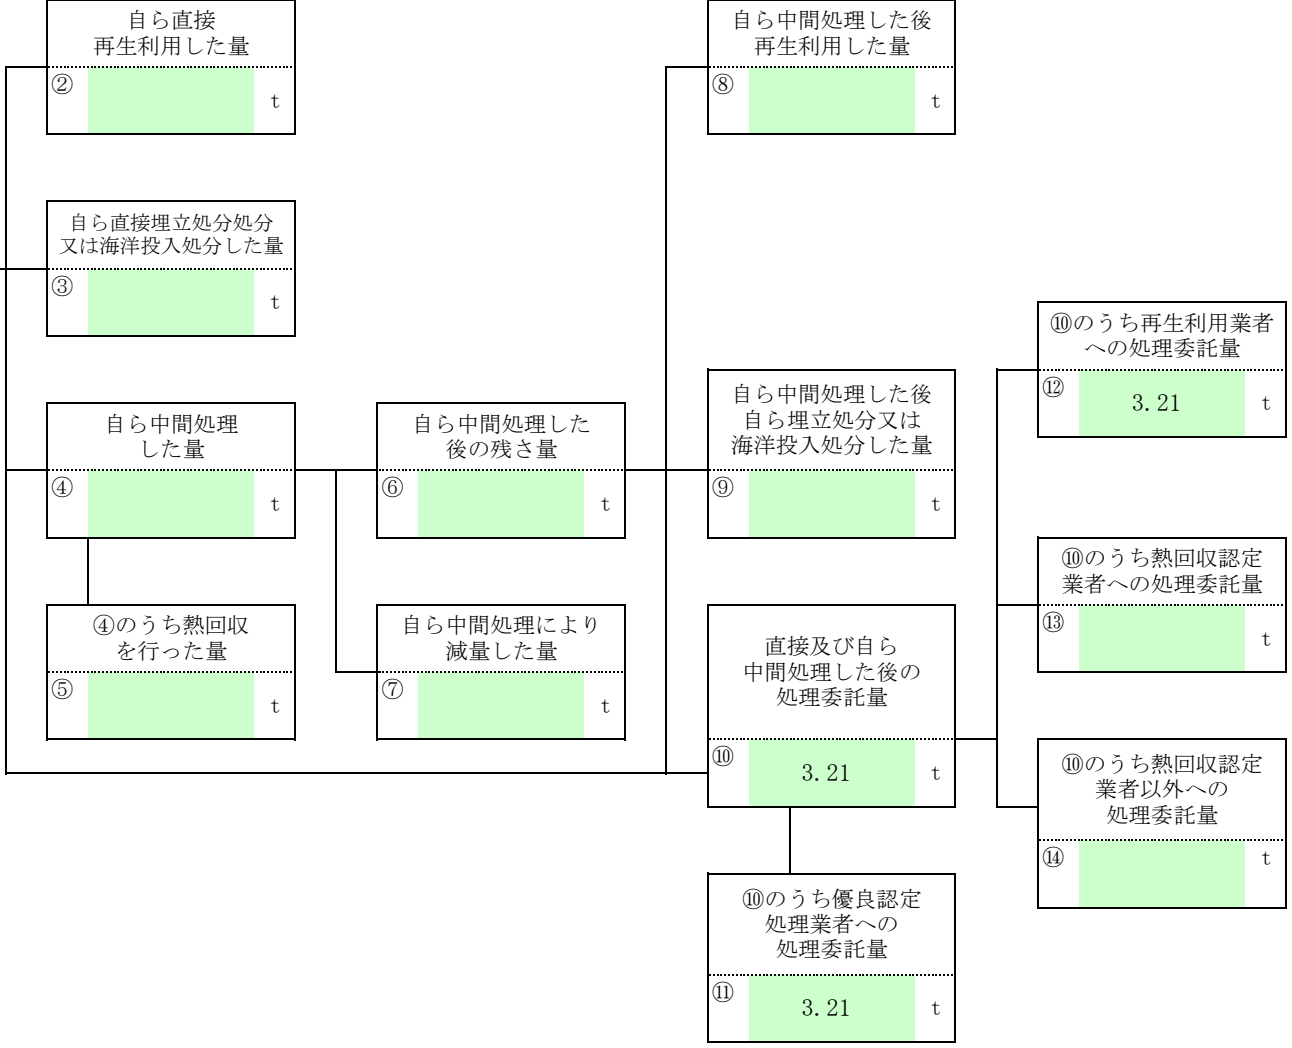 自ら直接
再生利用した量
②
t
自ら中間処理した後
再生利用した量
⑧
t
自ら直接埋立処分処分
又は海洋投入処分した量
③
t
⑩のうち再生利用業者
への処理委託量
⑫
3.21
t
自ら中間処理
した量
④
t
自ら中間処理した
後の残さ量
⑥
t
自ら中間処理した後
自ら埋立処分又は
海洋投入処分した量
⑨
t
⑩のうち熱回収認定
業者への処理委託量
⑬
t
④のうち熱回収
を行った量
⑤
t
自ら中間処理により
減量した量
⑦
t
直接及び自ら
中間処理した後の
処理委託量
⑩
3.21
t
⑩のうち熱回収認定
業者以外への
処理委託量
⑭
t
⑩のうち優良認定
処理業者への
処理委託量
⑪
3.21
t